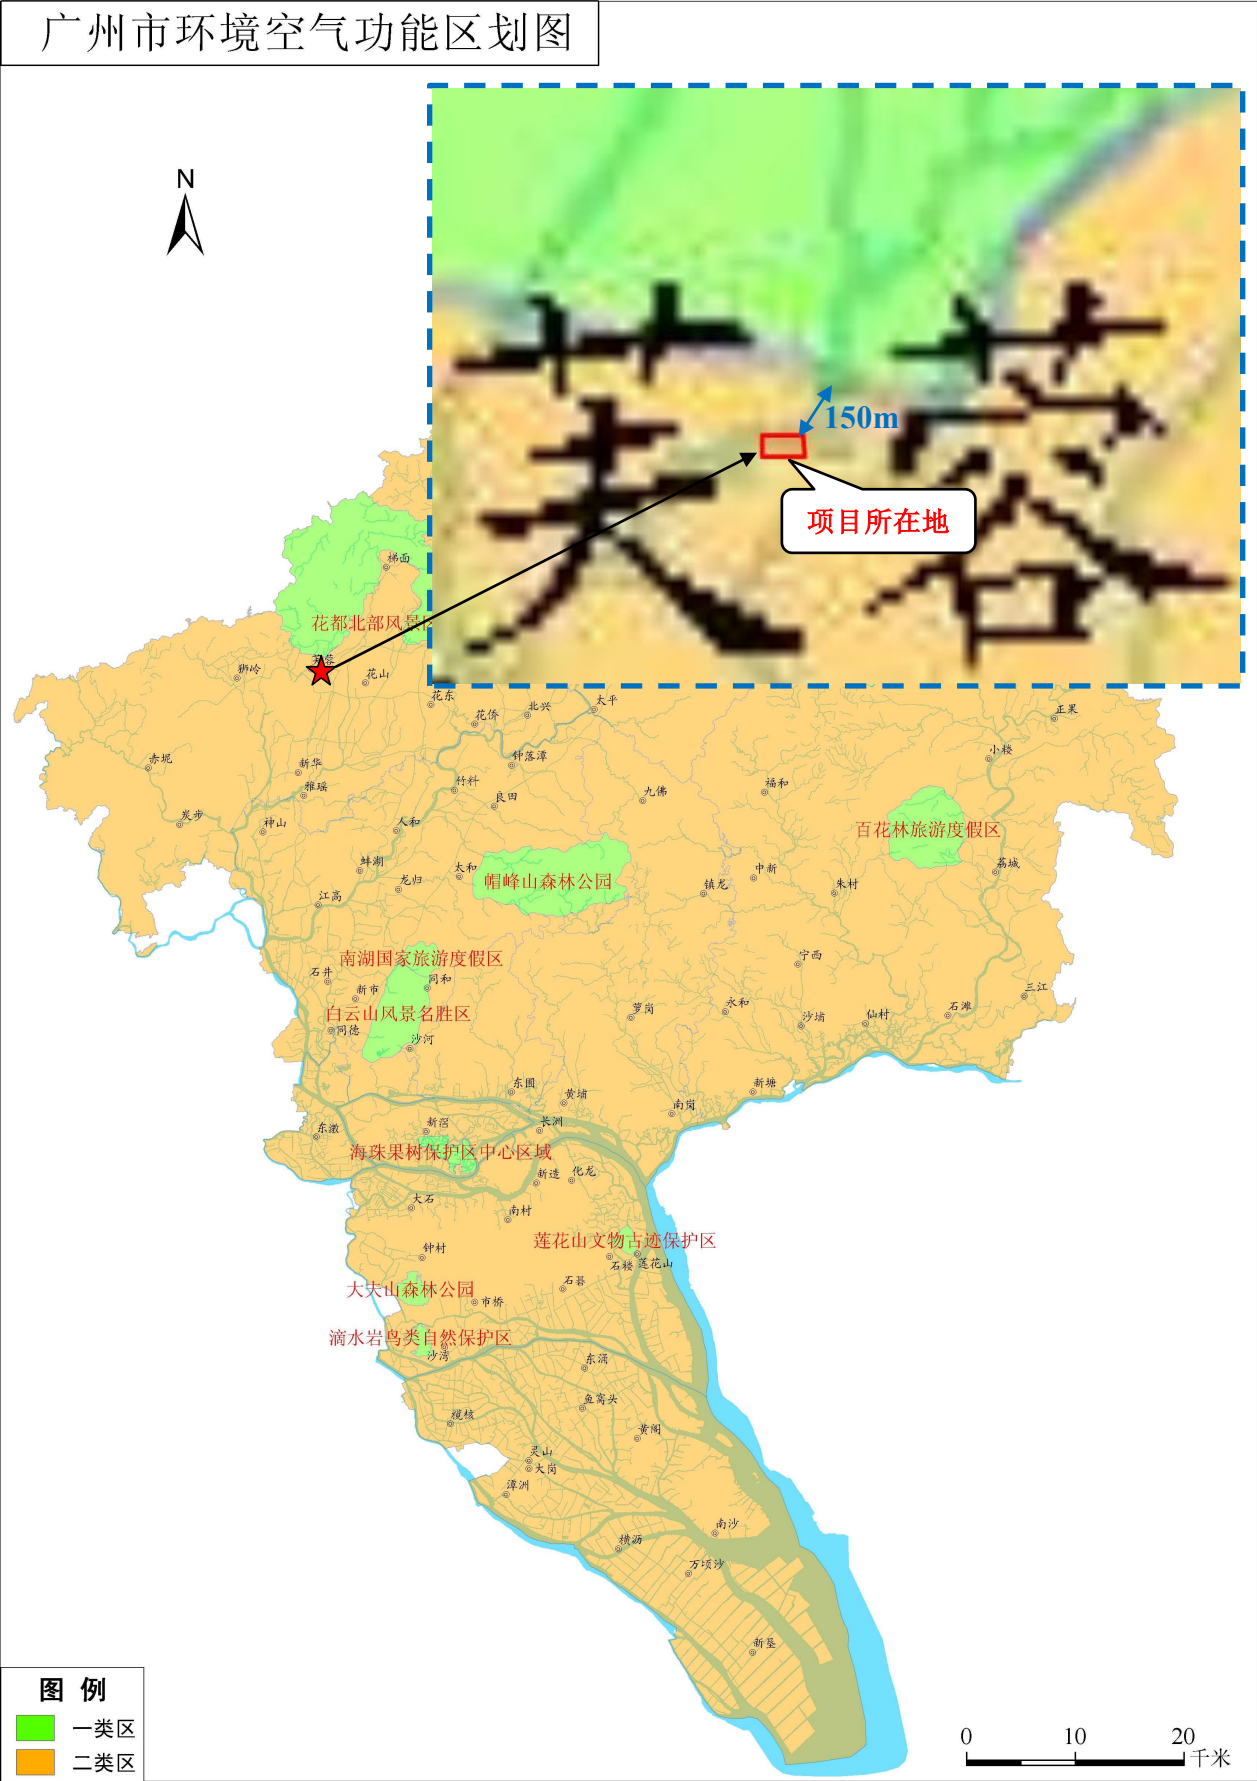 广州市环境空气功能区划图
N
芙蓉
150m
项目所在地
梯面
花都北部风景区
芙蓉
狮岭
花山
花东
花侨
北兴
太平
正果
赤坭
新华
雅瑶
钟落潭
小楼
竹料
良田
九佛
福和
炭步
神山
人和
百花林旅游度假区
蚌湖
龙归
太和
帽峰山森林公园
镇龙
中新
朱村
荔城
江高
南湖国家旅游度假区
石井
同和
宁西
新市
白云山风景名胜区
同德
沙河
萝岗
永和
沙埔
仙村
石滩
三江
东圃
黄埔
南岗
新塘
东漖
新滘
长洲
海珠果树保护区中心区域
新造
化龙
大石
南村
钟村
莲花山文物古迹保护区
石楼
莲花山
大夫山森林公园
市桥
石碁
滴水岩鸟类自然保护区
沙湾
东涌
鱼窝头
榄核
黄阁
灵山
大岗
潭洲
南沙
横沥
万顷沙
新垦
图 例
一类区
二类区
0 10 20
千米